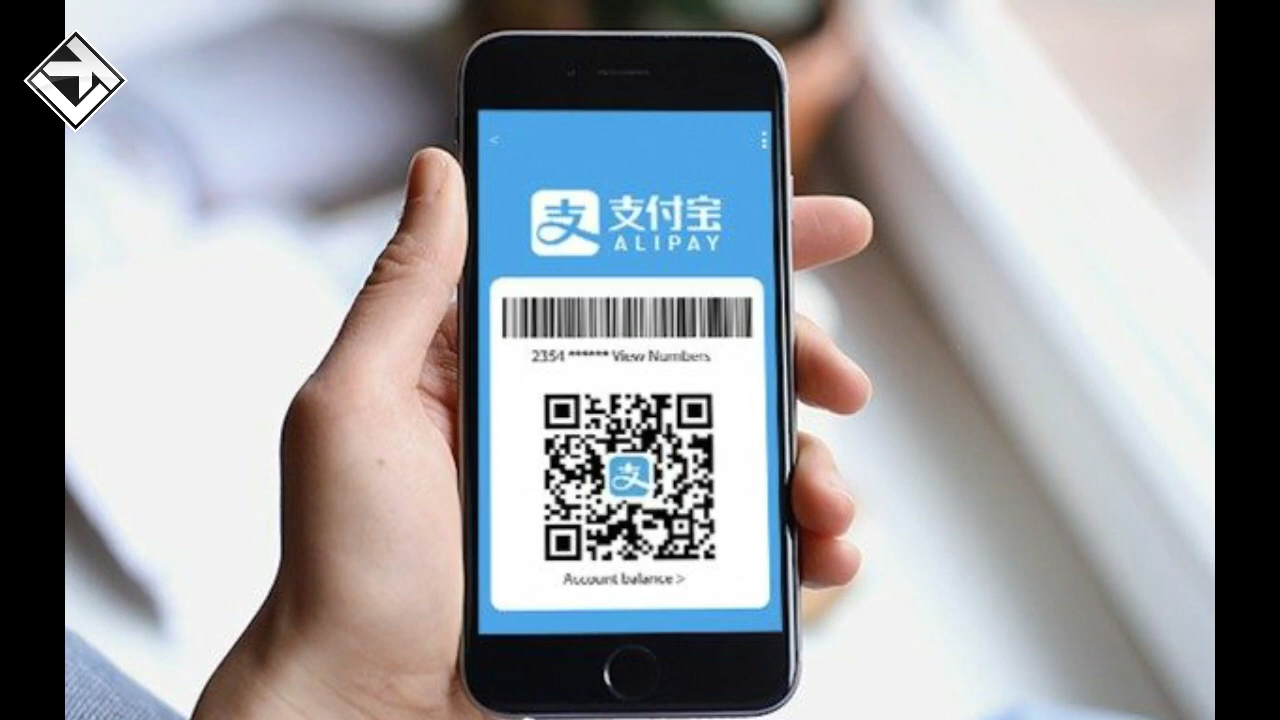 支付宝
ALIPAY
2354 ****** View Numbers
Account balance >